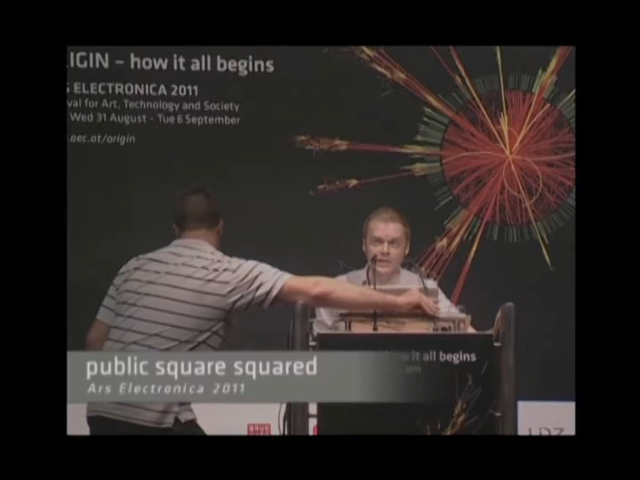 IGIN – how it all begins
S ELECTRONICA 2011
val for Art, Technology and Society
Wed 31 August - Tue 6 September
.aec.at/origin
how it all begins
public square squared
Ars Electronica 2011